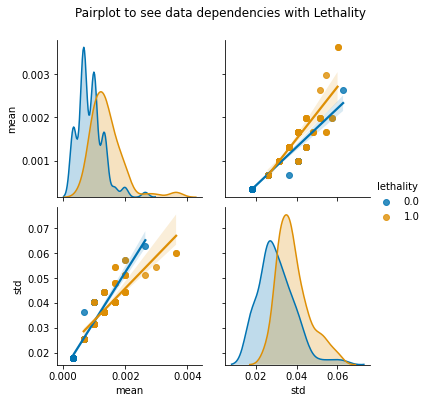 Pairplot to see data dependencies with Lethality
mean
0.003
0.002
0.001
lethality
0.0
1.0
std
0.07
0.06
0.05
0.04
0.03
0.02
0.000 0.002 0.004
mean
0.02 0.04 0.06
std